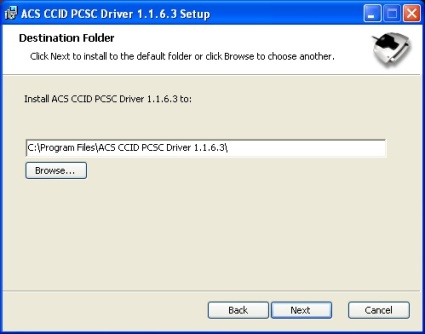 ACS CCID PCSC Driver 1.1.6.3 Setup
Destination Folder
Click Next to install to the default folder or click Browse to choose another.
Install ACS CCID PCSC Driver 1.1.6.3 to:
C:\Program Files\ACS CCID PCSC Driver 1.1.6.3\
Browse...
Back Next Cancel